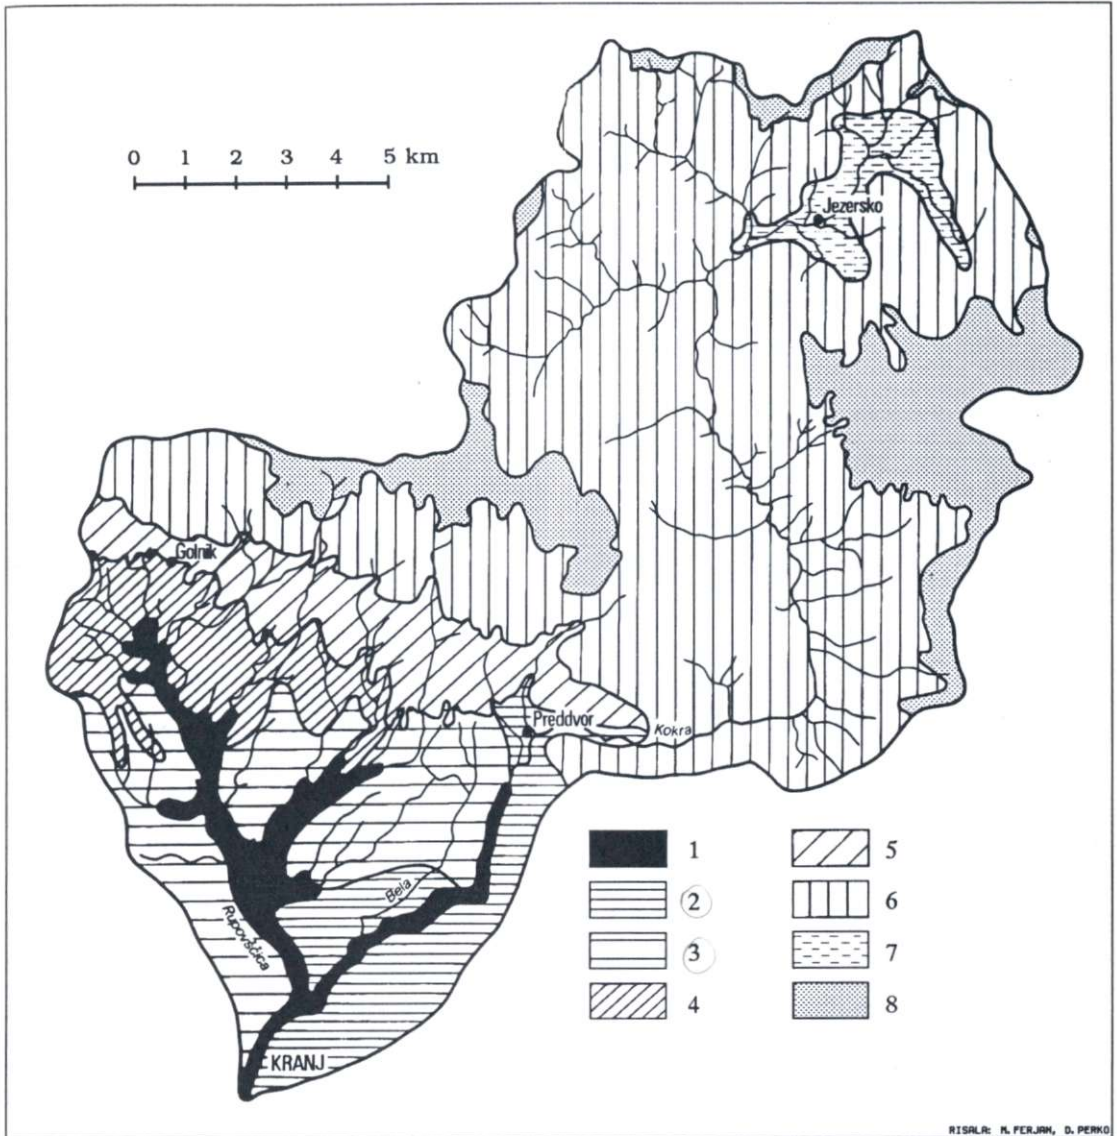 0 1 2 3 4 5 km
Jezersko
Golnik
Preddvor
Kokra
Bela
Rupovščica
KRANJ
1 5
2 6
3 7
4 8
RISALA: M. FERJAN, D. PERKO